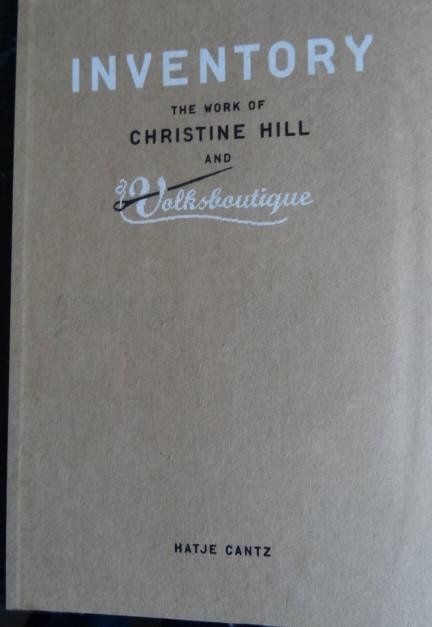 INVENTORY
THE WORK OF
CHRISTINE HILL
AND
Volksboutique
HATJE CANTZ